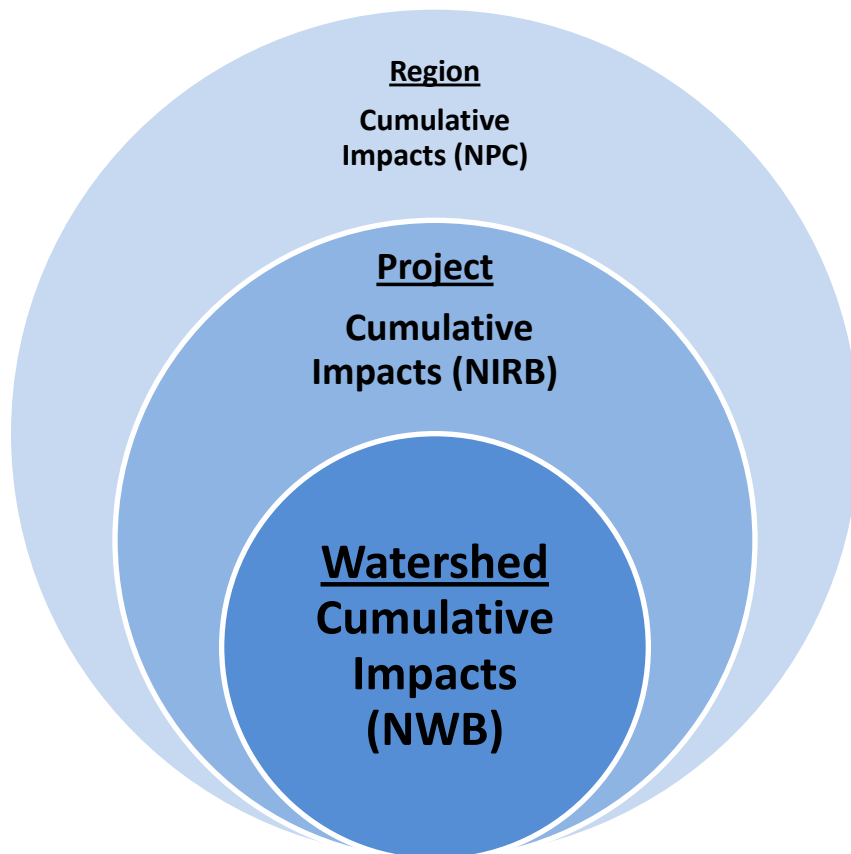 Region
Cumulative
Impacts (NPC)
Project
Cumulative
Impacts (NIRB)
Watershed
Cumulative
Impacts
(NWB)